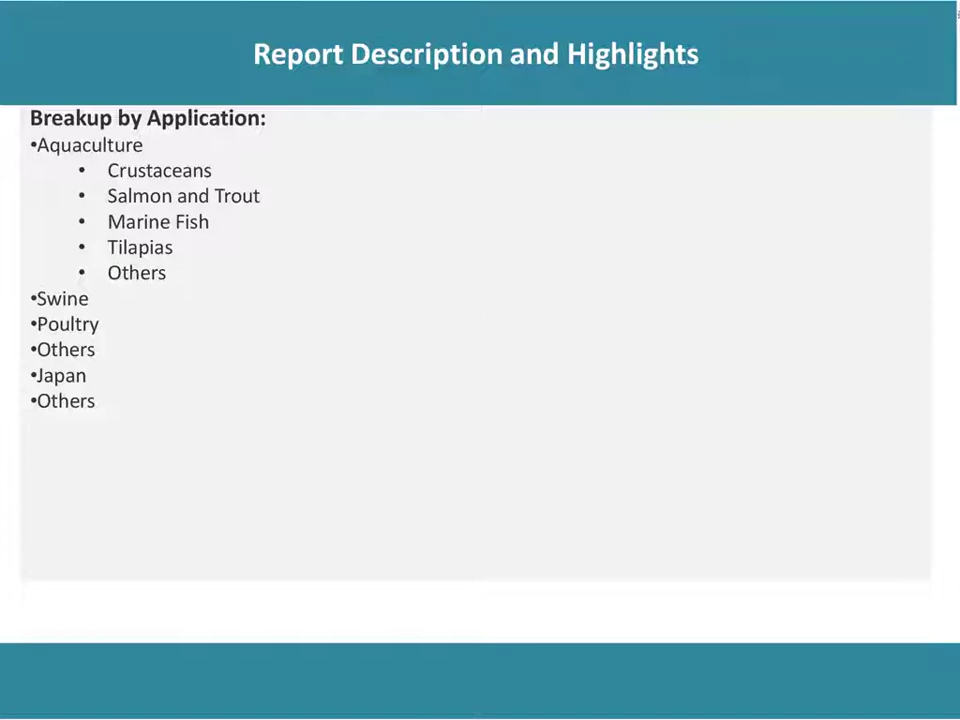 Report Description and Highlights
Breakup by Application:
•Aquaculture
• Crustaceans
• Salmon and Trout
• Marine Fish
• Tilapias
• Others
•Swine
•Poultry
•Others
•Japan
•Others